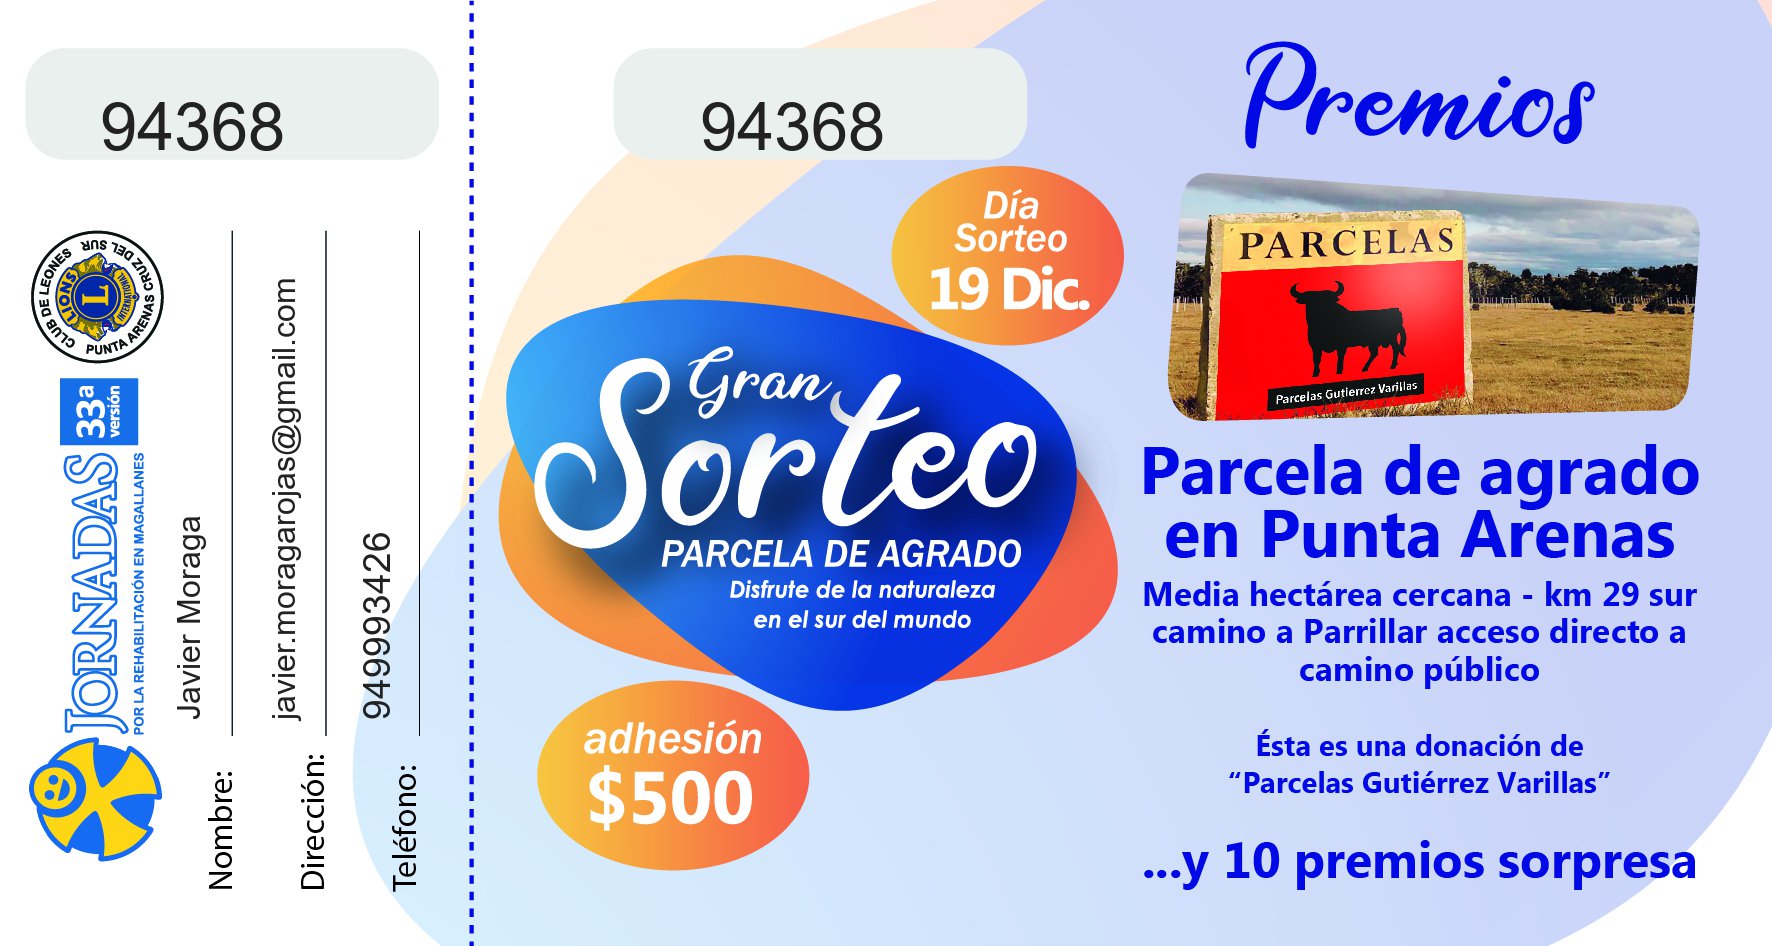 94368
CLUB DE LEONES CRUZ DEL SUR
LIONS
L
INTERNATIONAL
PUNTA ARENAS
33a
versión
JORNADAS
POR LA REHABILITACIÓN EN MAGALLANES
Nombre: Javier Moraga
Dirección: javier.moragarojas@gmail.com
Teléfono: 949993426
94368
Día
Sorteo
19 Dic.
Gran
Sorteo
PARCELA DE AGRADO
Disfrute de la naturaleza
en el sur del mundo
adhesión
$500
Premios
PARCELAS
Parcelas Gutierrez Varillas
Parcela de agrado
en Punta Arenas
Media hectárea cercana - km 29 sur
camino a Parrillar acceso directo a
camino público
Ésta es una donación de
“Parcelas Gutiérrez Varillas”
...y 10 premios sorpresa